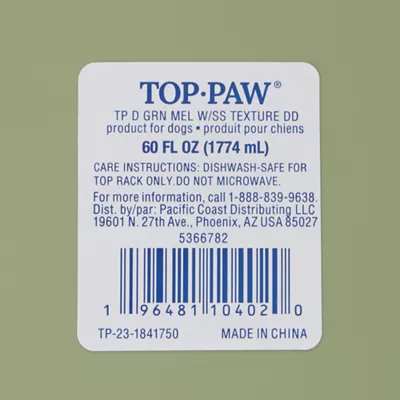 TOP•PAW®
TP D GRN MEL W/SS TEXTURE DD
product for dogs • produit pour chiens
60 FL OZ (1774 mL)
CARE INSTRUCTIONS: DISHWASH-SAFE FOR
TOP RACK ONLY. DO NOT MICROWAVE.
For more information, call 1-888-839-9638.
Dist. by/par: Pacific Coast Distributing LLC
19601 N. 27th Ave., Phoenix, AZ USA 85027
5366782
1 96481 10402 0
TP-23-1841750 MADE IN CHINA